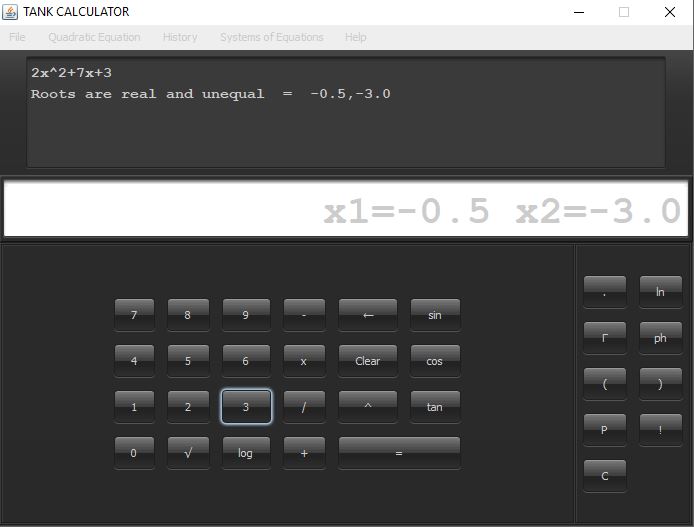 TANK CALCULATOR
File Quadratic Equation History Systems of Equations Help
2x^2+7x+3
Roots are real and unequal = -0.5,-3.0
x1=-0.5 x2=-3.0
7 8 9 - ← sin
4 5 6 x Clear cos
1 2 3 / ^ tan
0 √ log + =
. ln
Γ ph
( )
P !
C